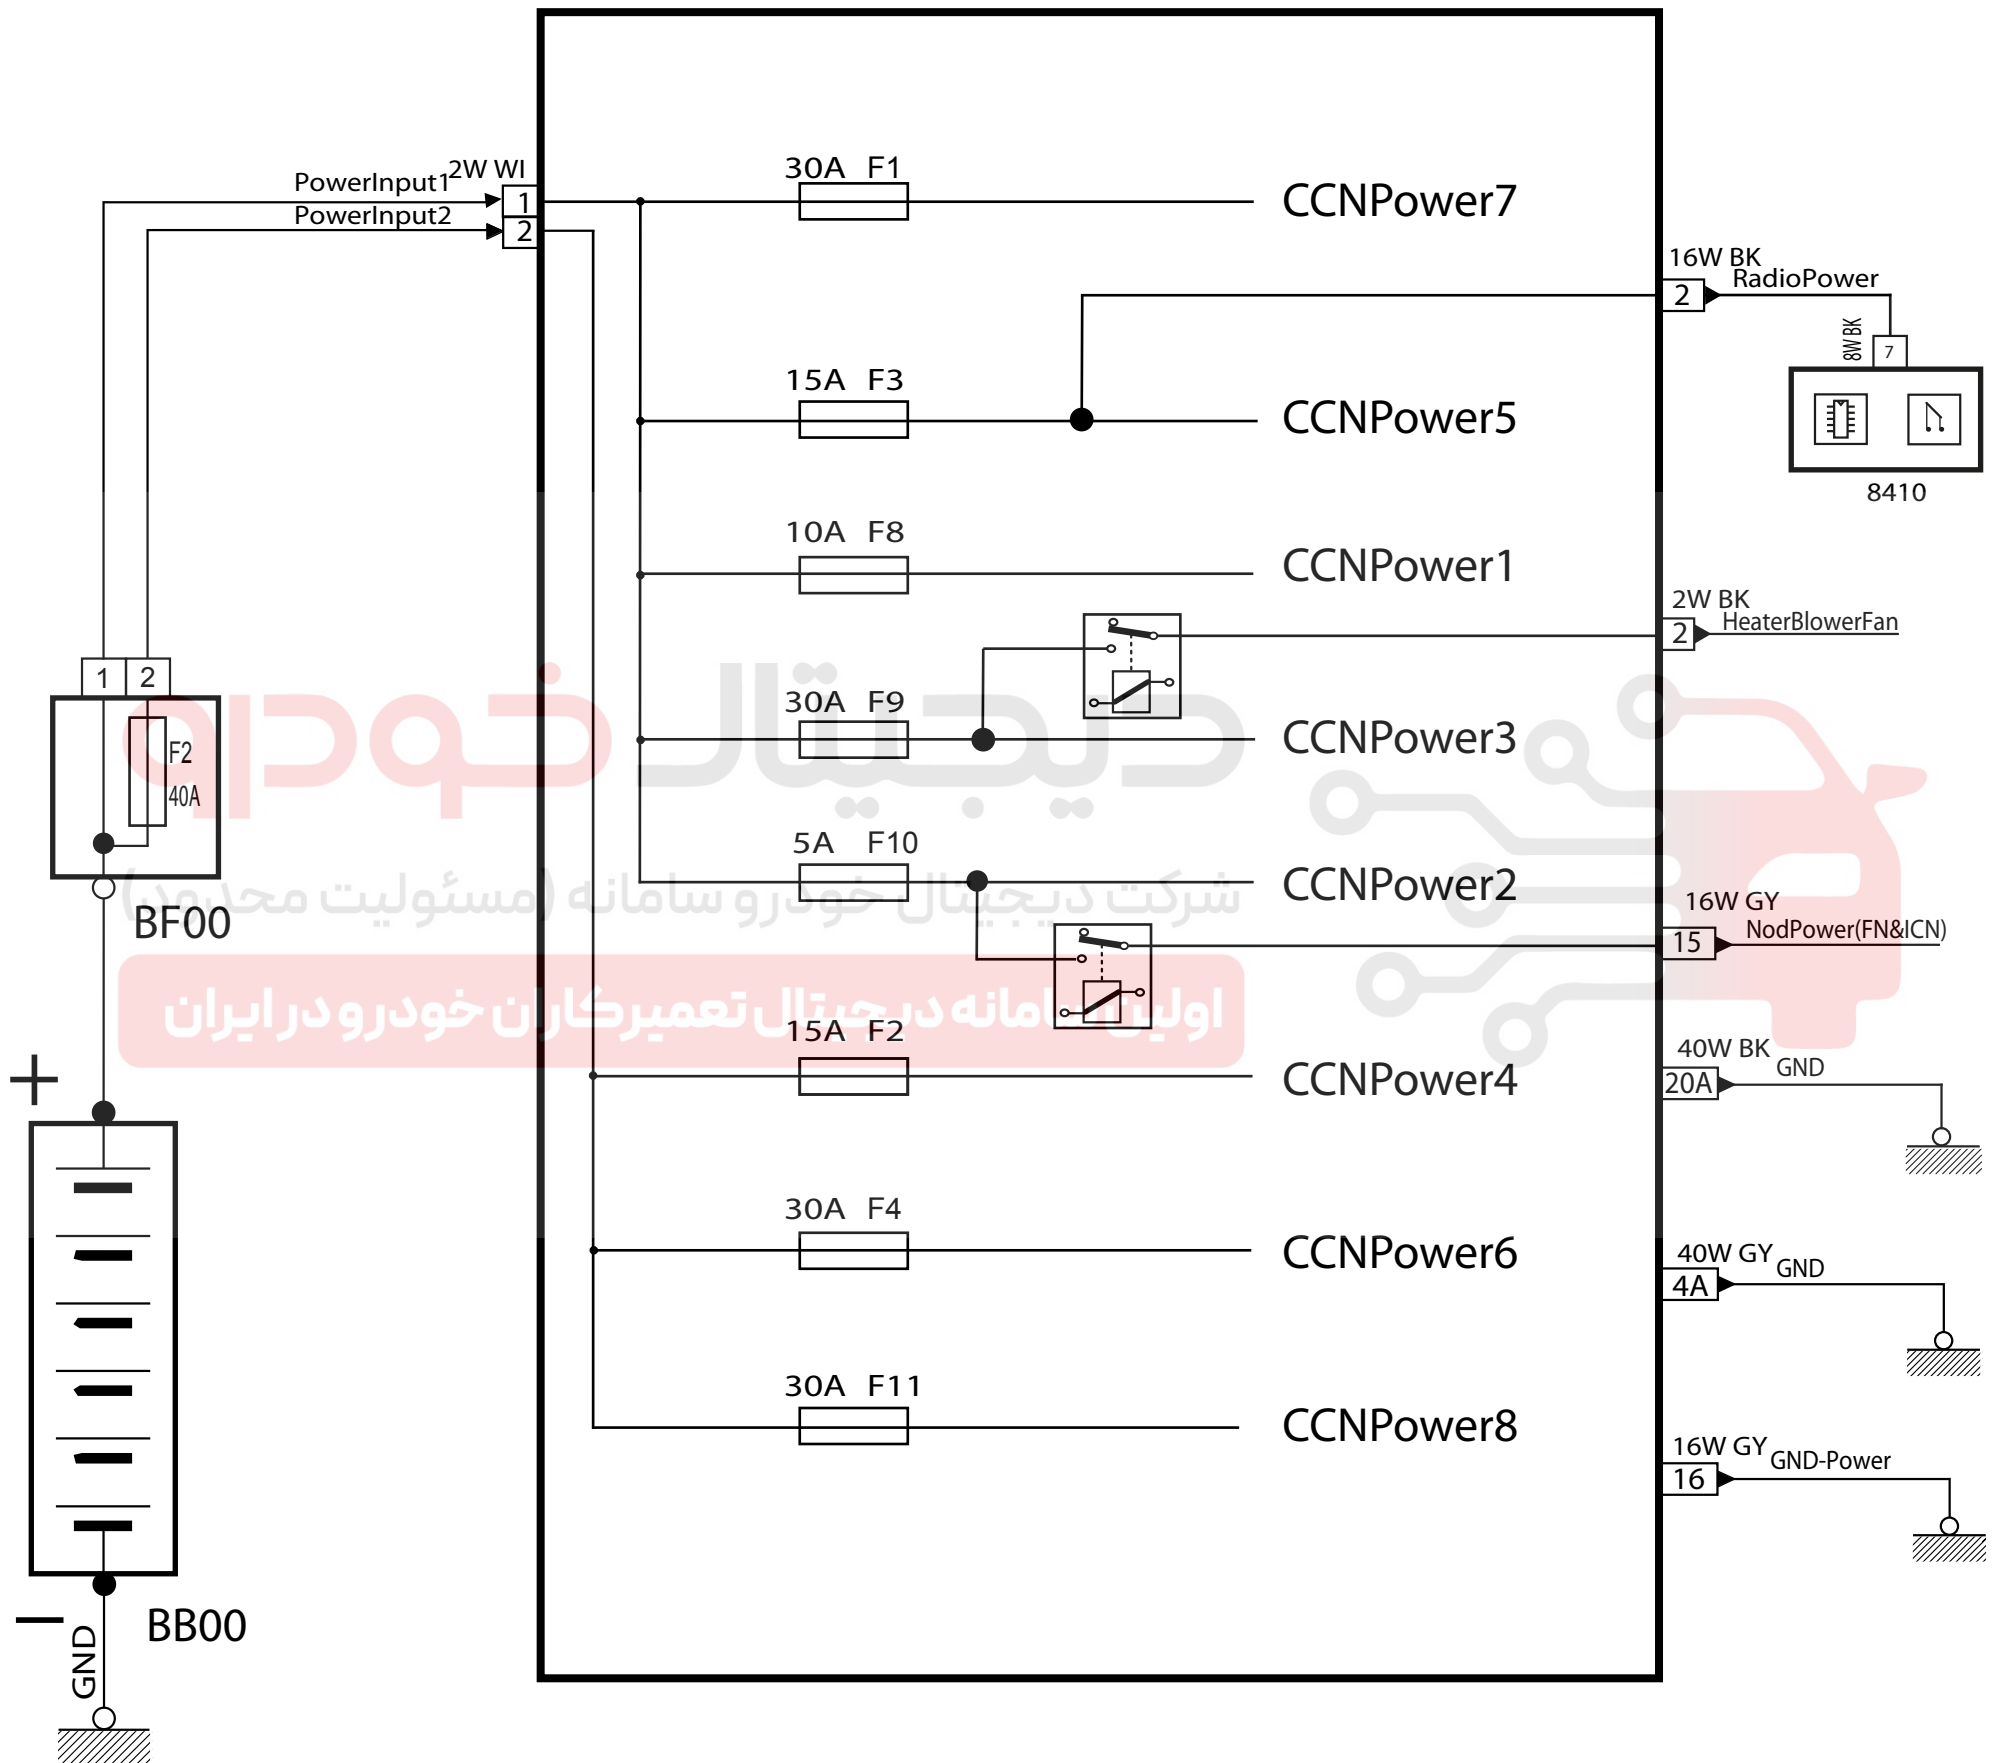 30A F1
CCNPower7
2W WI
PowerInput1
1
PowerInput2
2
16W BK
RadioPower
2
8W BK
7
8410
15A F3
CCNPower5
10A F8
CCNPower1
2W BK
HeaterBlowerFan
2
1 2
F2
40A
BF00
دیجیتال خودرو
30A F9
CCNPower3
5A F10
CCNPower2
شرکت دیجیتال خودرو سامانه (مسئولیت محدود)
16W GY
NodPower(FN&ICN)
15
اولین سامانه دیجیتال تعمیرکاران خودرو در ایران
15A F2
CCNPower4
40W BK
GND
20A
30A F4
CCNPower6
40W GY
GND
4A
30A F11
CCNPower8
16W GY
GND-Power
16
+
−
BB00
GND